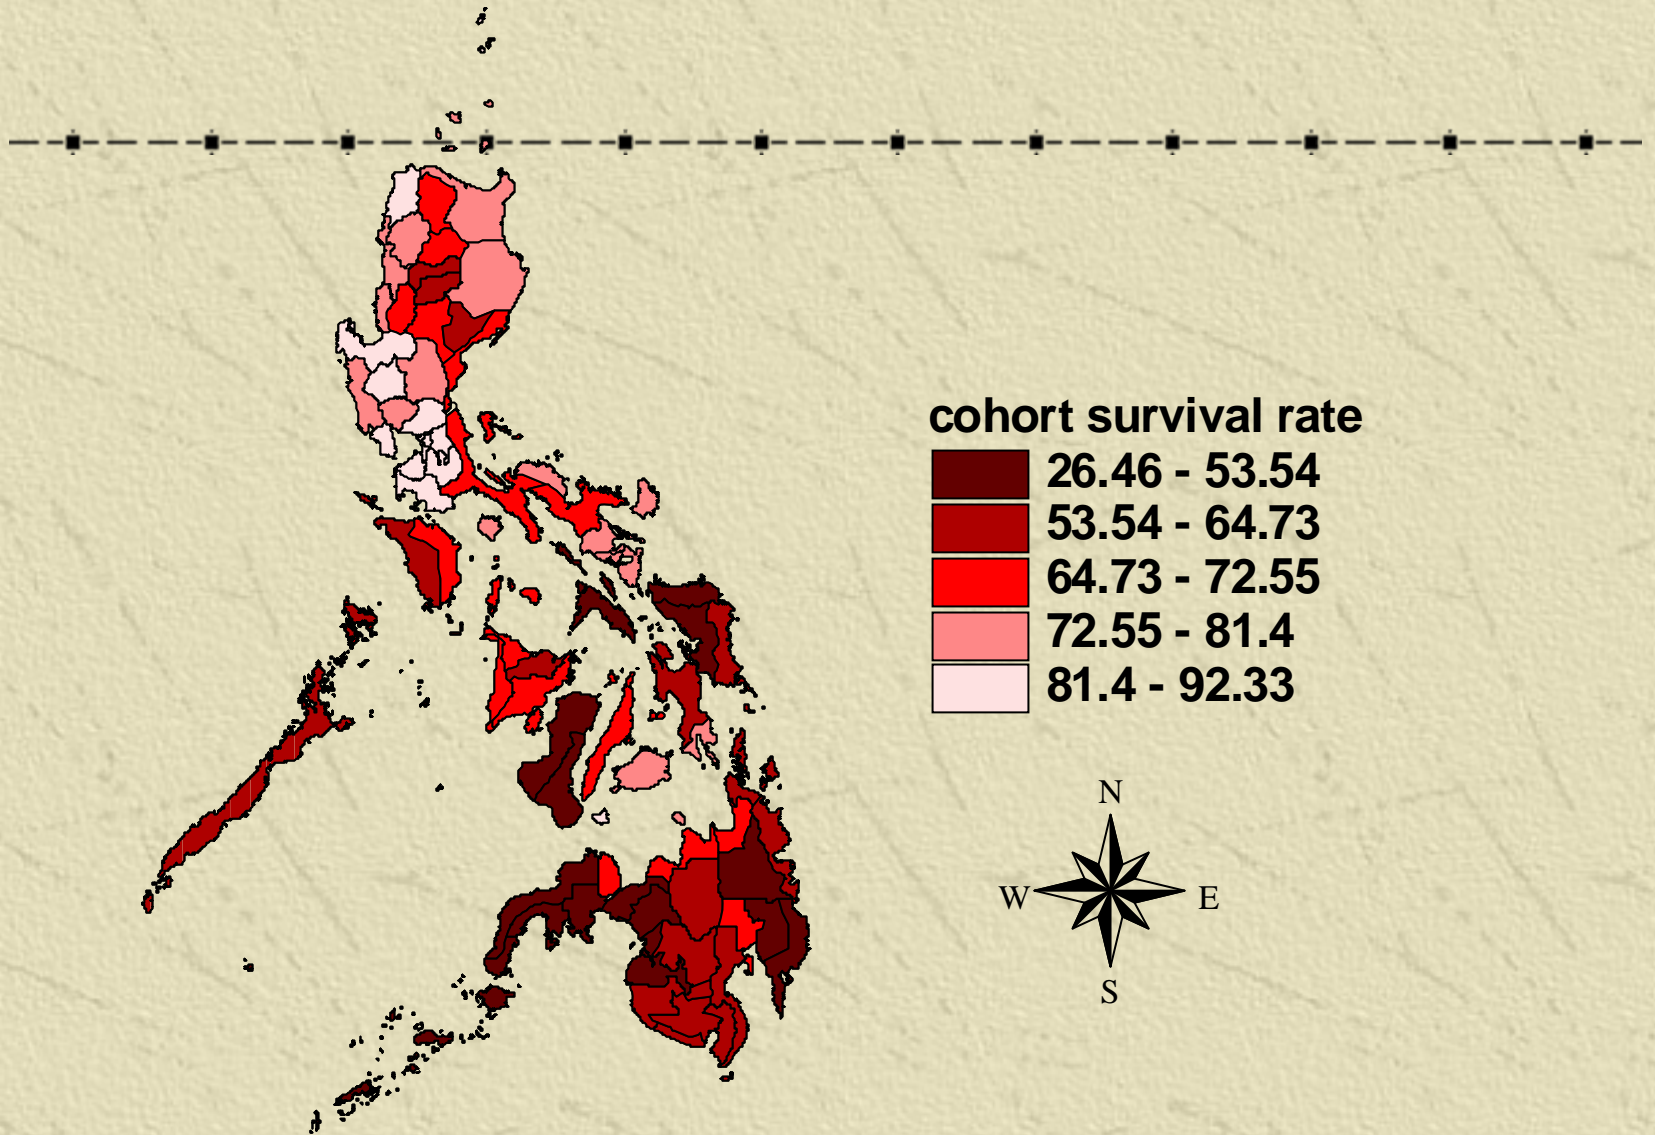 cohort survival rate
26.46 - 53.54
53.54 - 64.73
64.73 - 72.55
72.55 - 81.4
81.4 - 92.33
N
W E
S